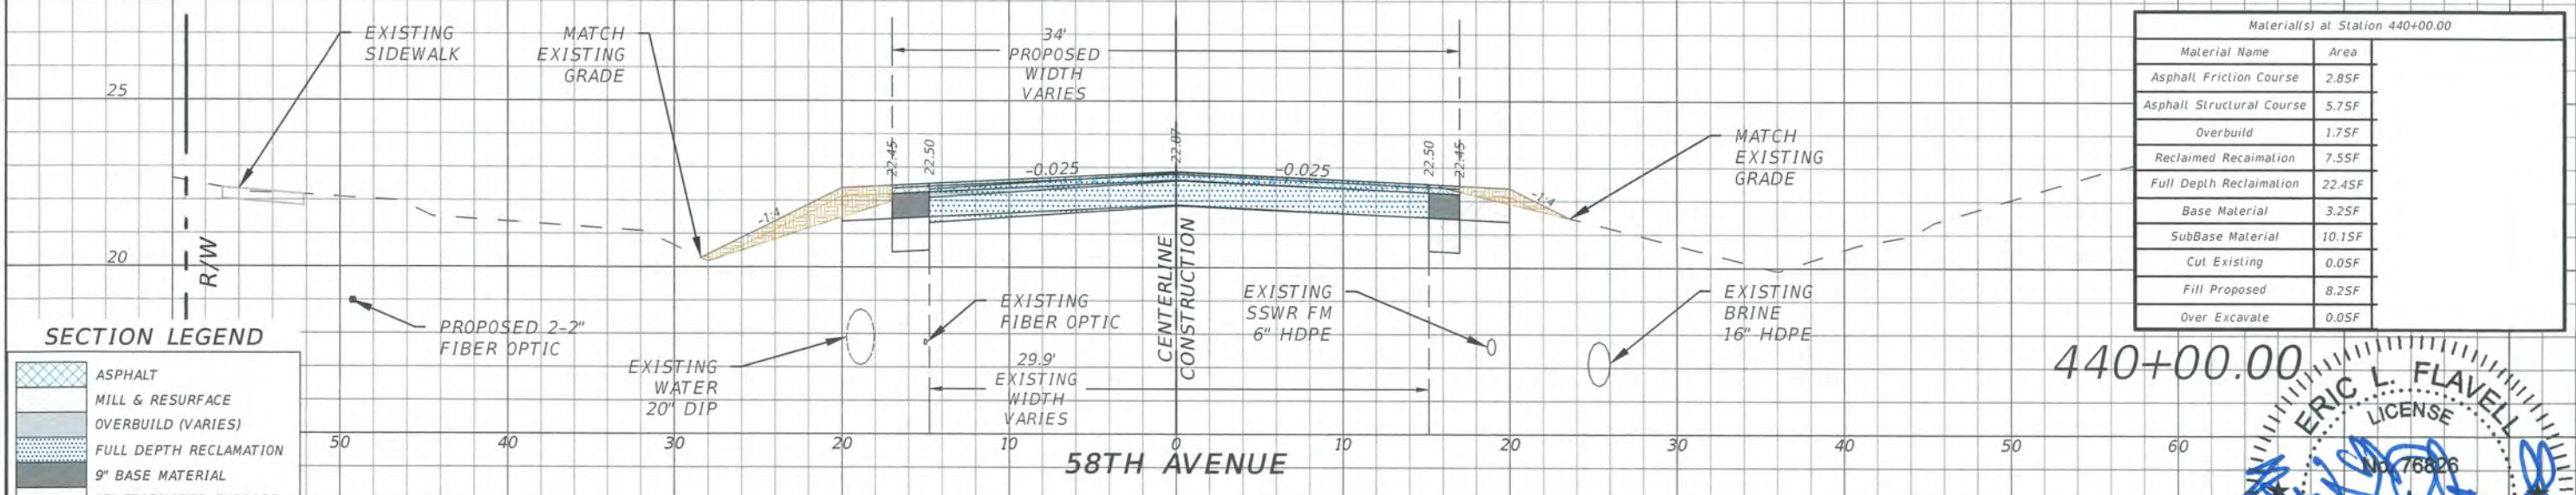 EXISTING
SIDEWALK
MATCH
EXISTING
GRADE
34'
PROPOSED
WIDTH
VARIES
25
20
R/W
22.45
22.50
-0.025
22.87
-0.025
22.50
22.45
-1:4
-1:4
MATCH
EXISTING
GRADE
PROPOSED 2-2"
FIBER OPTIC
EXISTING
WATER
20" DIP
EXISTING
FIBER OPTIC
29.9'
EXISTING
WIDTH
VARIES
CENTERLINE
CONSTRUCTION
EXISTING
SSWR FM
6" HDPE
EXISTING
BRINE
16" HDPE
Material(s) at Station 440+00.00
Material Name Area
Asphalt Friction Course 2.8SF
Asphalt Structural Course 5.7SF
Overbuild 1.7SF
Reclaimed Recaimation 7.5SF
Full Depth Reclaimation 22.4SF
Base Material 3.2SF
SubBase Material 10.1SF
Cut Existing 0.0SF
Fill Proposed 8.2SF
Over Excavate 0.0SF
440+00.00
SECTION LEGEND
ASPHALT
MILL & RESURFACE
OVERBUILD (VARIES)
FULL DEPTH RECLAMATION
9" BASE MATERIAL
50 40 30 20 10 0 10 20 30 40 50 60
58TH AVENUE
ERIC L. FLAVELL
LICENSE
No. 76826